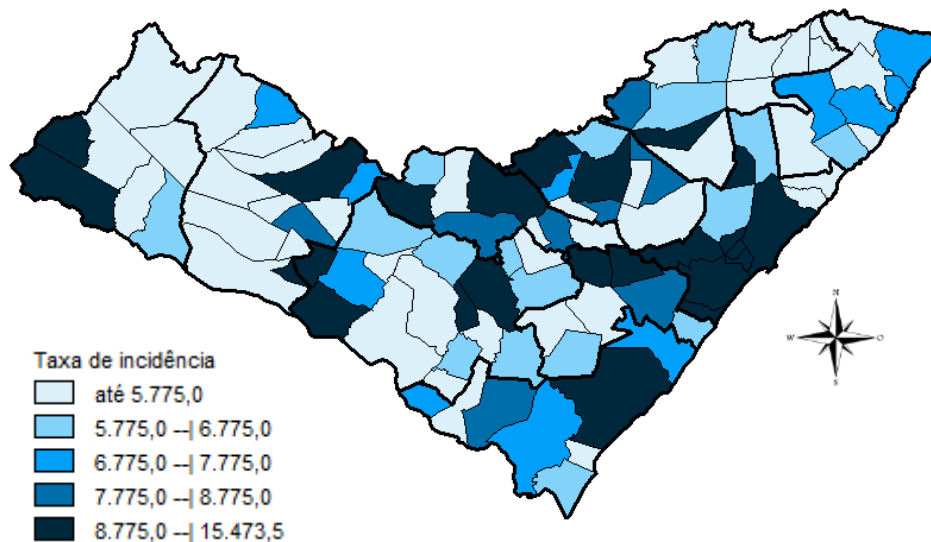 N
W
O
S
Taxa de incidência
até 5.775,0
5.775,0 --| 6.775,0
6.775,0 --| 7.775,0
7.775,0 --| 8.775,0
8.775,0 --| 15.473,5